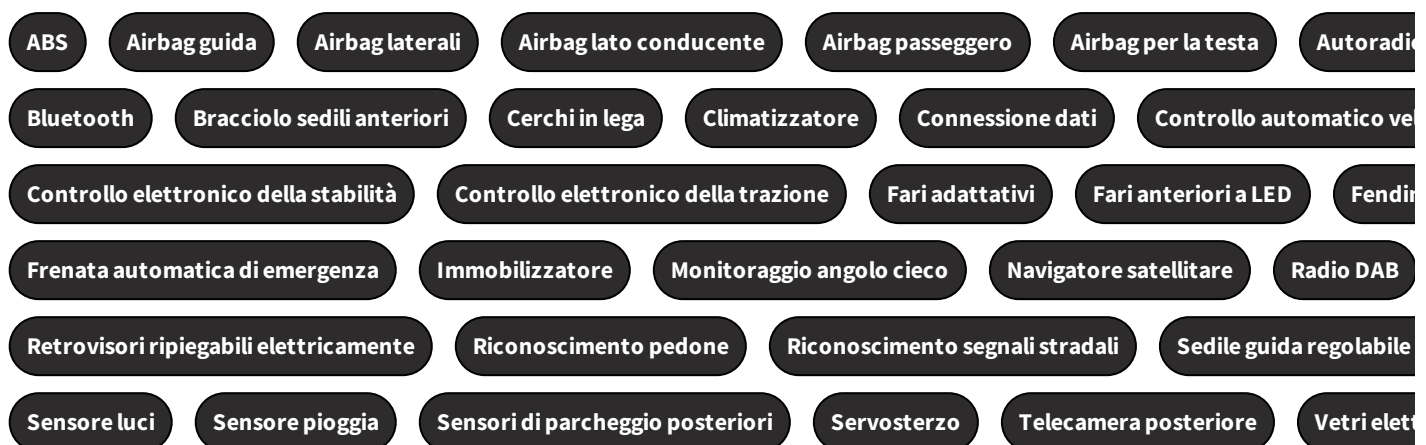 ABS Airbag guida Airbag laterali Airbag lato conducente Airbag passeggero Airbag per la testa
Bluetooth Bracciolo sedili anteriori Cerchi in lega Climatizzatore Connessione dati Controllo automatico
Controllo elettronico della stabilità Controllo elettronico della trazione Fari adattativi Fari anteriori a LED
Frenata automatica di emergenza Immobilizzatore Monitoraggio angolo cieco Navigatore satellitare Radio DAB
Retrovisori ripiegabili elettricamente Riconoscimento pedone Riconoscimento segnali stradali Sedile guida regolabile
Sensore luci Sensore pioggia Sensori di parcheggio posteriori Servosterzo Telecamera posteriore Vetri